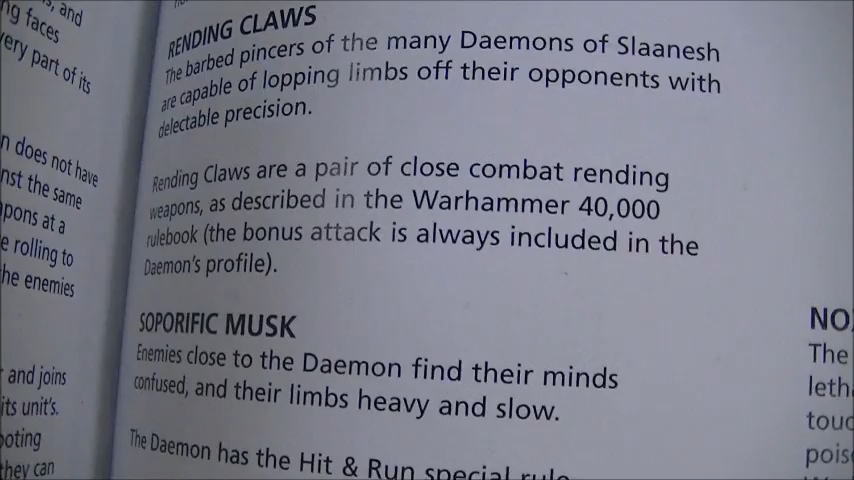 s, and
ng faces
very part of its
n does not have
nst the same
pons at a
e rolling to
he enemies
and joins
its unit's.
ooting
they can
RENDING CLAWS
The barbed pincers of the many Daemons of Slaanesh
are capable of lopping limbs off their opponents with
delectable precision.
Rending Claws are a pair of close combat rending
weapons, as described in the Warhammer 40,000
rulebook (the bonus attack is always included in the
Daemon's profile).
SOPORIFIC MUSK
Enemies close to the Daemon find their minds
confused, and their limbs heavy and slow.
The Daemon has the Hit & Run special rule
NO
The
leth
touc
pois